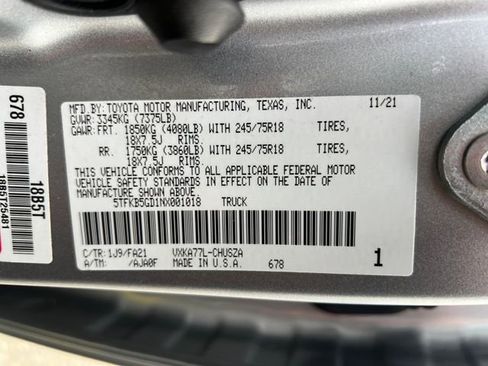 MFD.BY: TOYOTA MOTOR MANUFACTURING, TEXAS, INC. 11/21
GVWR: 3345KG (7375LB)
GAWR: FRT. 1850KG (4080LB) WITH 245/75R18 TIRES,
18X7.5J RIMS.
RR. 1750KG (3860LB) WITH 245/75R18 TIRES,
18X7.5J RIMS.
THIS VEHICLE CONFORMS TO ALL APPLICABLE FEDERAL MOTOR
VEHICLE SAFETY STANDARDS IN EFFECT ON THE DATE OF
MANUFACTURE SHOWN ABOVE.
5TFKB5GD1NX001018 TRUCK
C/TR: 1J9/FA21 VXKA77L-CHUSZA
A/TM: /AJA0F MADE IN U.S.A. 678 1
678
18B5T
18B5T25481